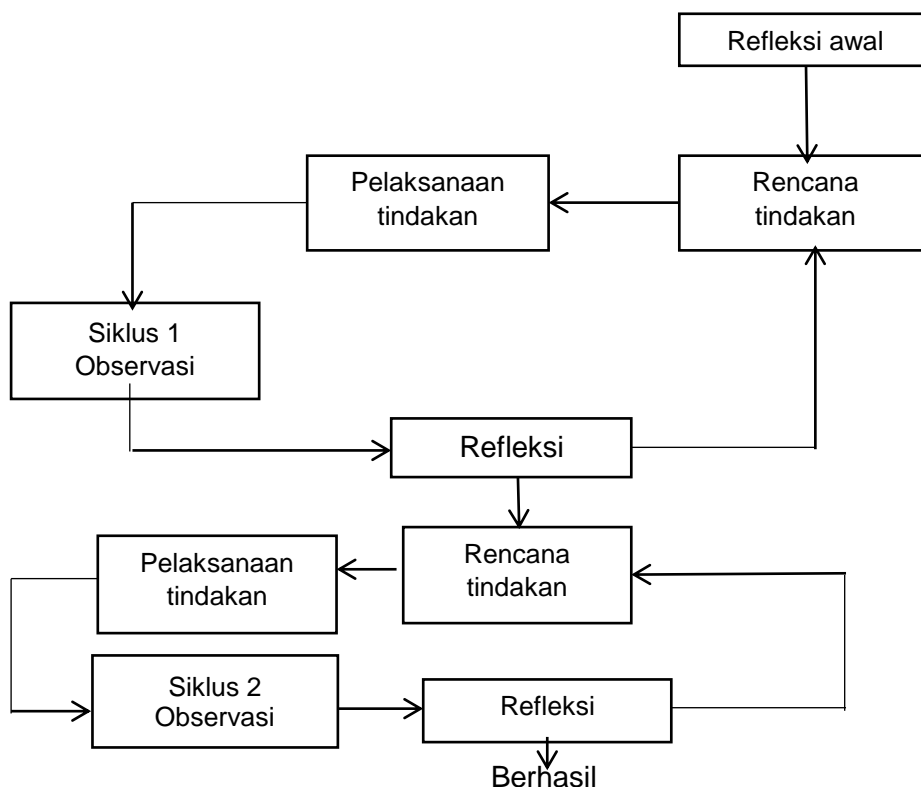 Refleksi awal
Rencana
tindakan
Pelaksanaan
tindakan
Siklus 1
Observasi
Refleksi
Rencana
tindakan
Pelaksanaan
tindakan
Siklus 2
Observasi
Refleksi
Berhasil